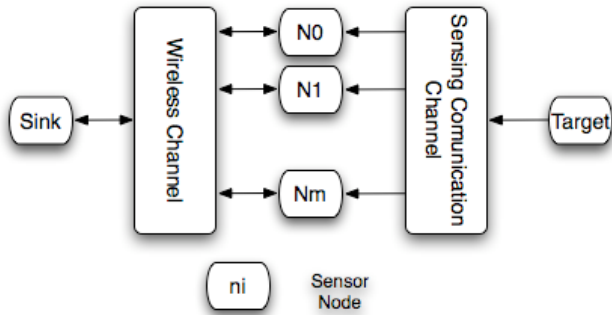 N0
N1
Nm
Sink
Wireless Channel
Sensing Comunication
Channel
Target
ni
Sensor
Node